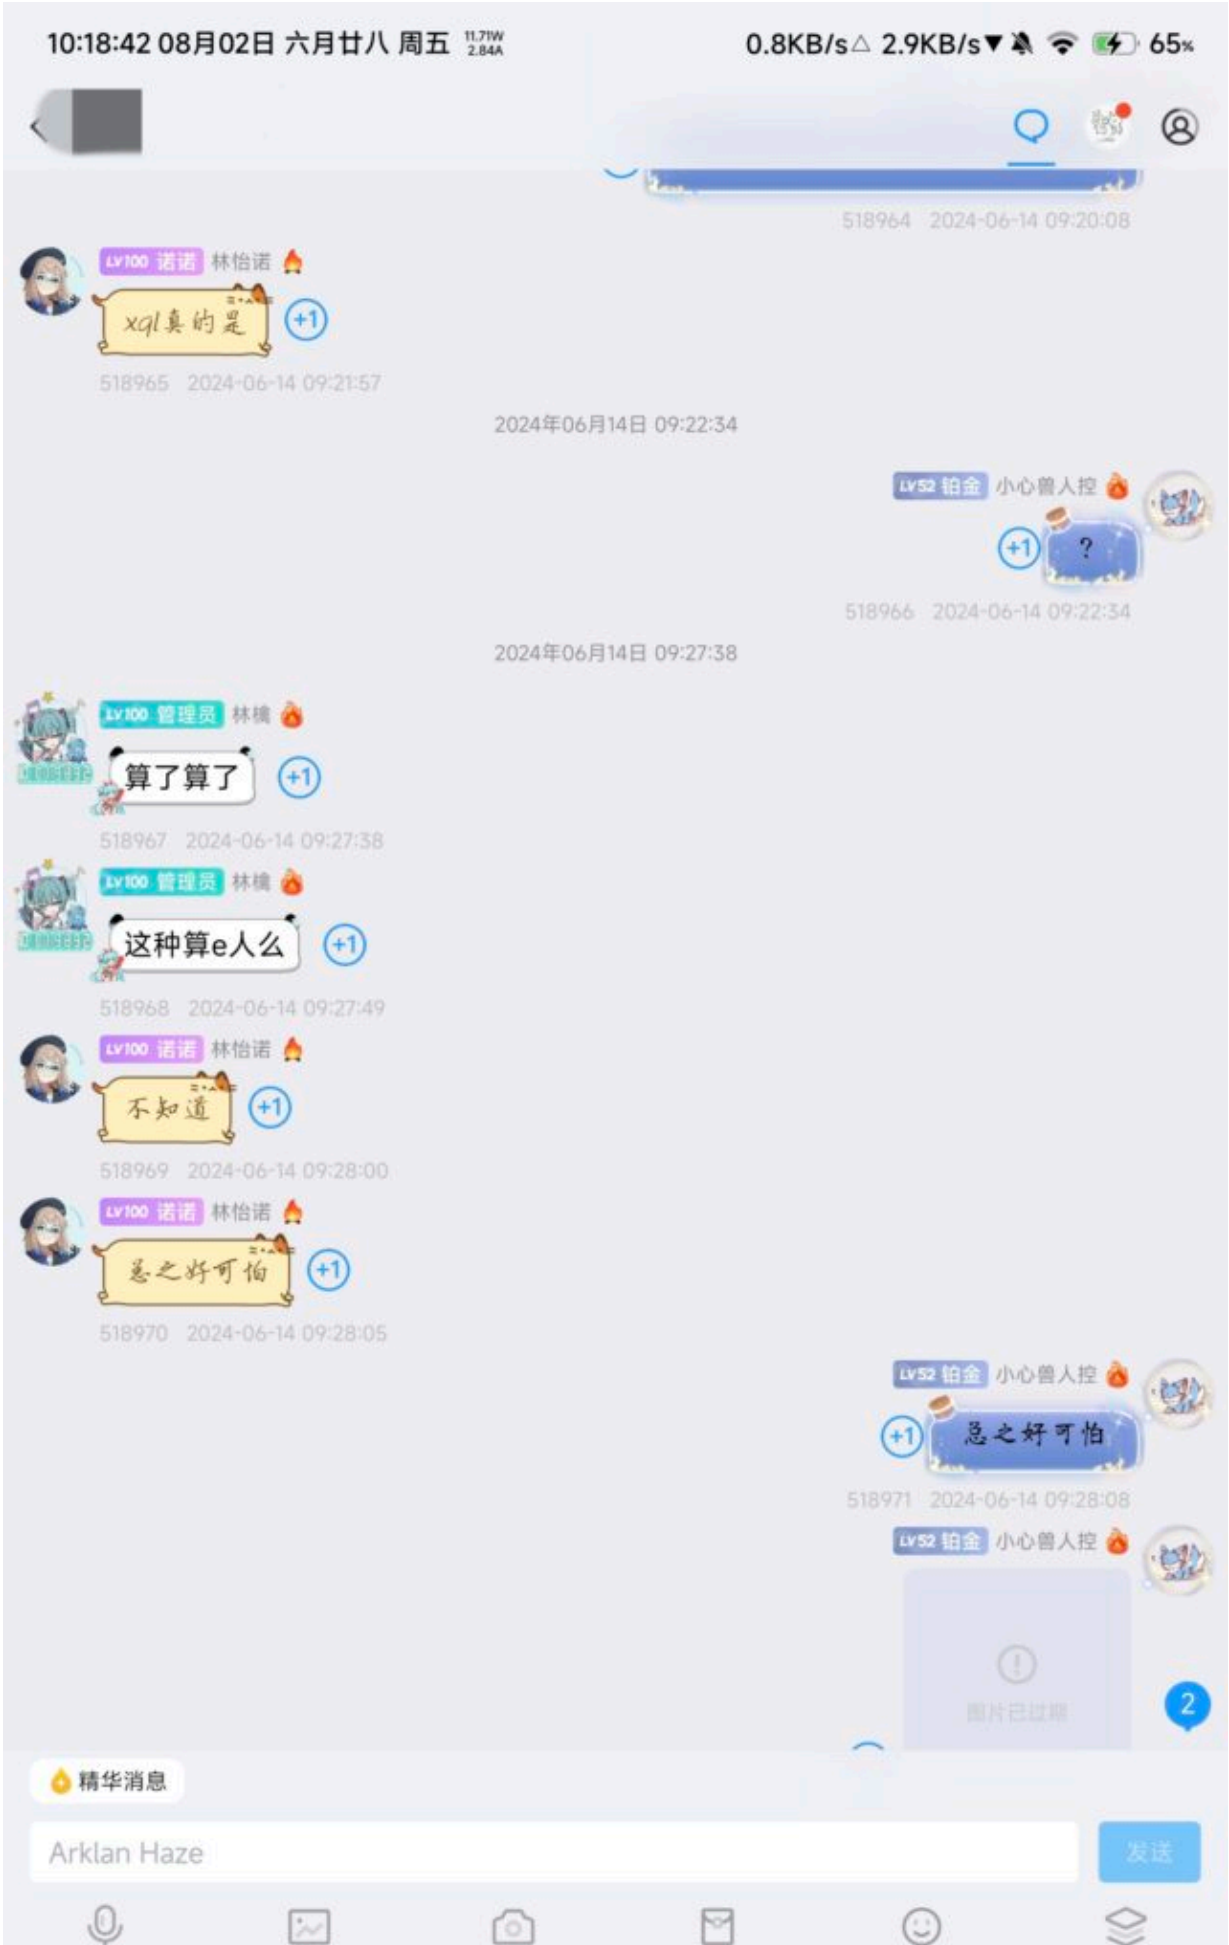 10:18:42 08月02日 六月廿八 周五 11.71W 2.84A 0.8KB/s△ 2.9KB/s▼ 65%
518964 2024-06-14 09:20:08
LV100 诺诺 林怡诺
xql真的是 +1
518965 2024-06-14 09:21:57
2024年06月14日 09:22:34
LV52 铂金 小心兽人控
+1 ?
518966 2024-06-14 09:22:34
2024年06月14日 09:27:38
LV100 管理员 林檎
算了算了 +1
518967 2024-06-14 09:27:38
LV100 管理员 林檎
这种算e人么 +1
518968 2024-06-14 09:27:49
LV100 诺诺 林怡诺
不知道 +1
518969 2024-06-14 09:28:00
LV100 诺诺 林怡诺
总之好可怕 +1
518970 2024-06-14 09:28:05
LV52 铂金 小心兽人控
+1 总之好可怕
518971 2024-06-14 09:28:08
LV52 铂金 小心兽人控
图片已过期
2
精华消息
Arklan Haze
发送